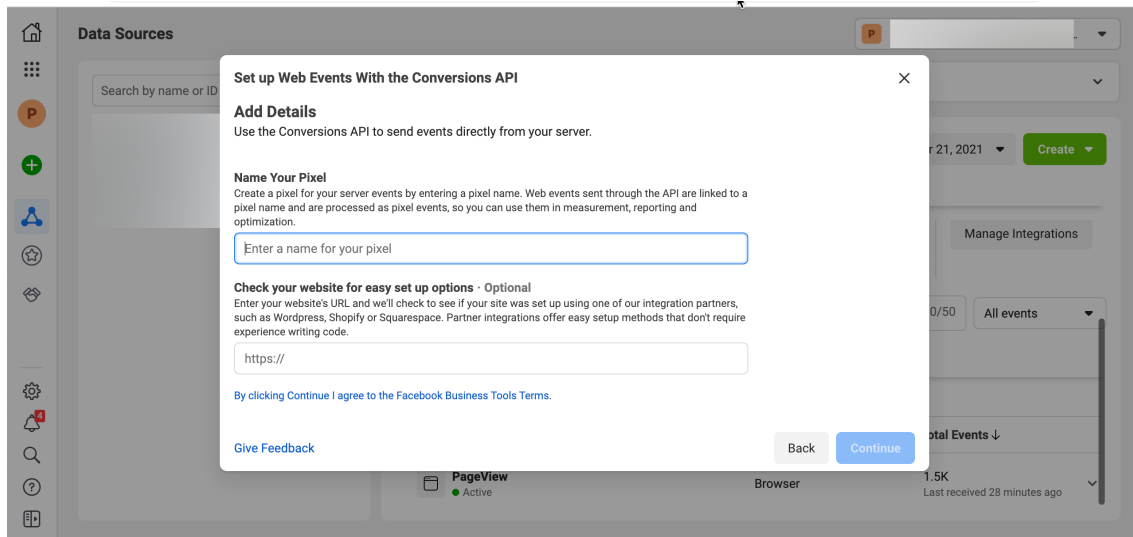 Data Sources
P
Search by name or ID
P
r 21, 2021
Create
Manage Integrations
0/50
All events
Set up Web Events With the Conversions API
Add Details
Use the Conversions API to send events directly from your server.
Name Your Pixel
Create a pixel for your server events by entering a pixel name. Web events sent through the API are linked to a
pixel name and are processed as pixel events, so you can use them in measurement, reporting and
optimization.
Enter a name for your pixel
Check your website for easy set up options · Optional
Enter your website's URL and we'll check to see if your site was set up using one of our integration partners,
such as Wordpress, Shopify or Squarespace. Partner integrations offer easy setup methods that don't require
experience writing code.
https://
By clicking Continue I agree to the Facebook Business Tools Terms.
Give Feedback
Back
Continue
4
otal Events
PageView
Active
Browser
1.5K
Last received 28 minutes ago